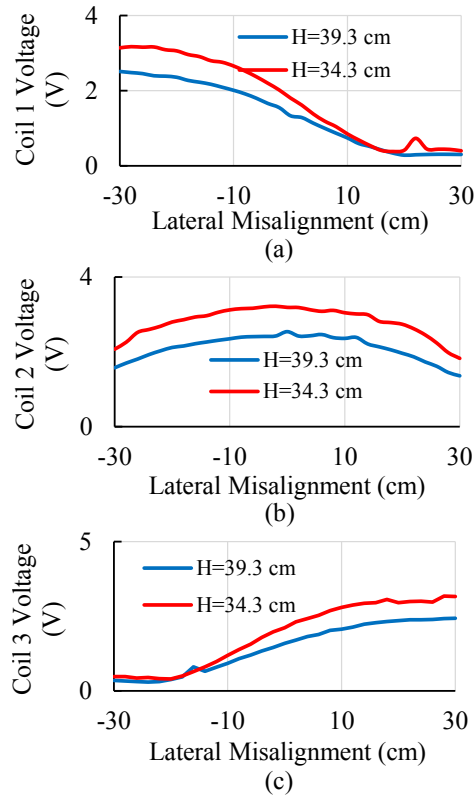 Coil 1 Voltage
(V)
4
2
0
H=39.3 cm
H=34.3 cm
-30 -10 10 30
Lateral Misalignment (cm)
(a)
Coil 2 Voltage
(V)
4
0
H=39.3 cm
H=34.3 cm
-30 -10 10 30
Lateral Misalignment (cm)
(b)
Coil 3 Voltage
(V)
5
0
H=39.3 cm
H=34.3 cm
-30 -10 10 30
Lateral Misalignment (cm)
(c)